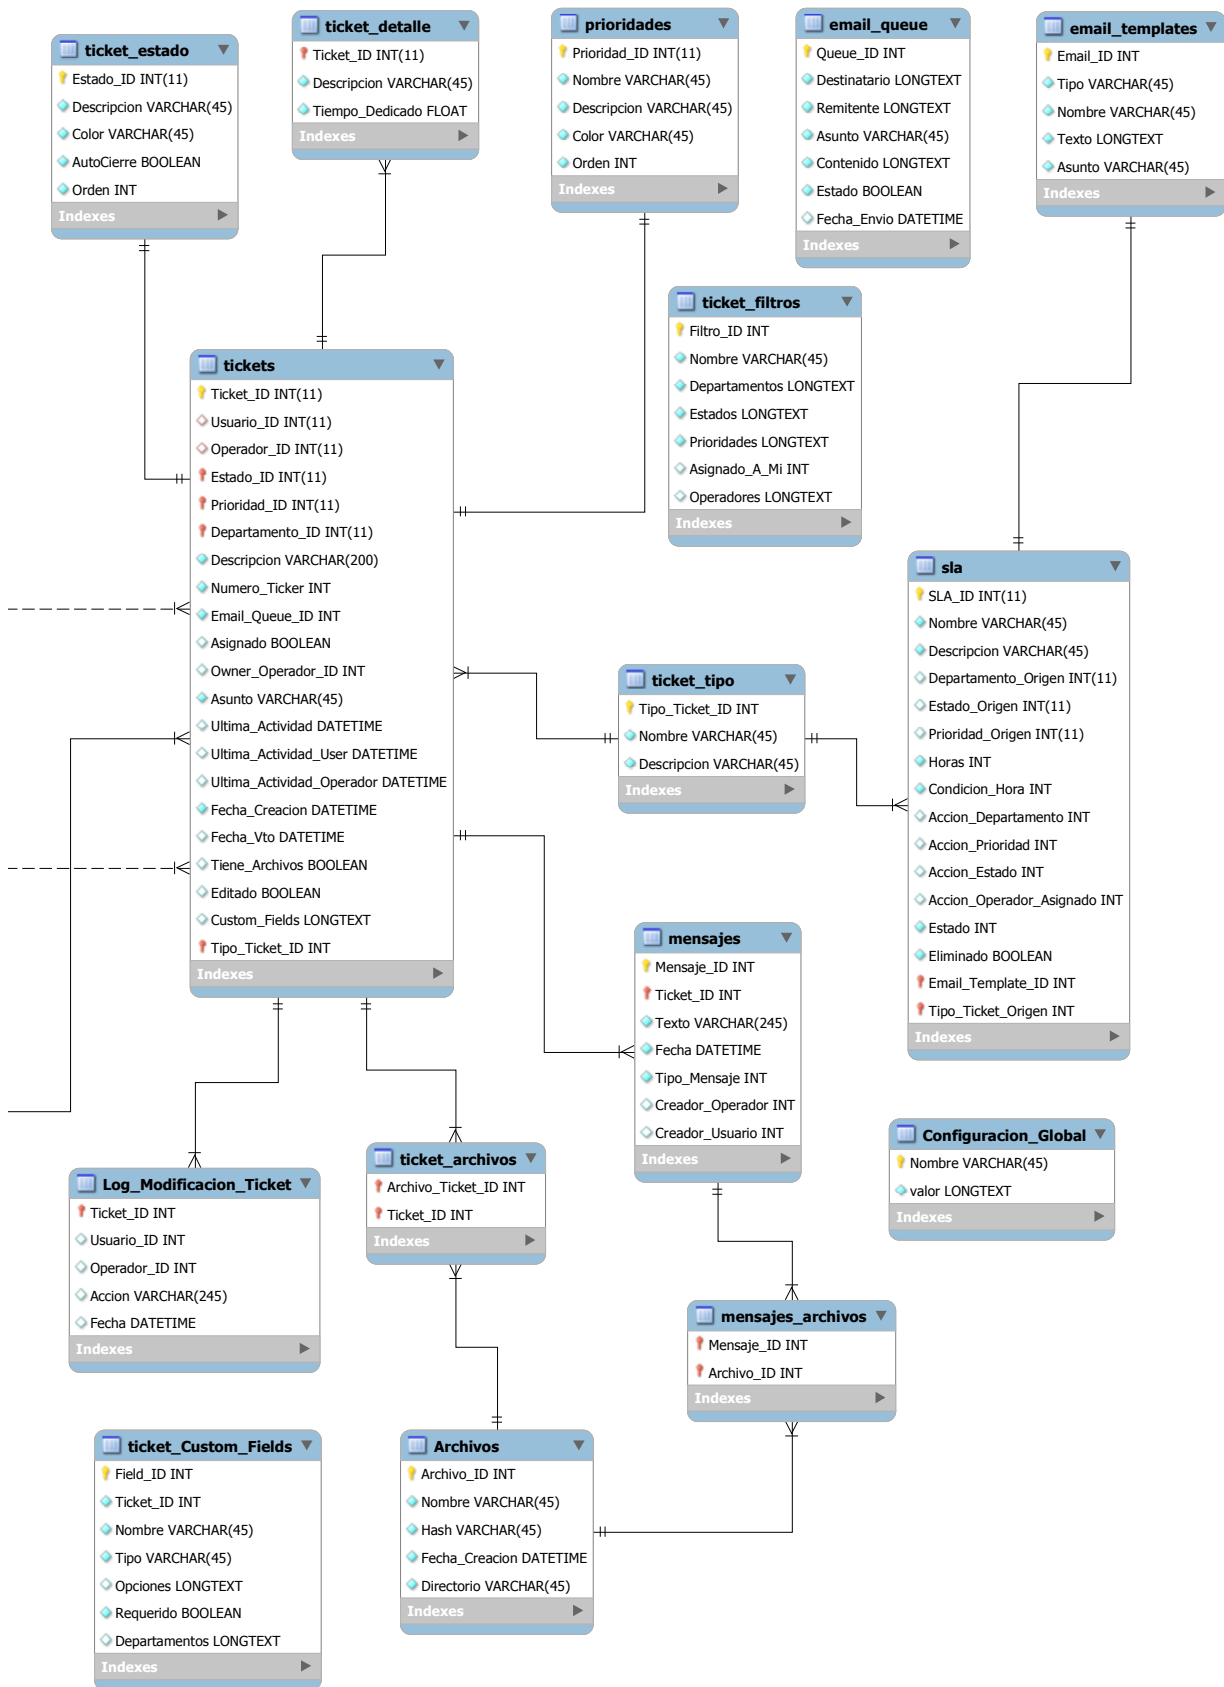 ticket_estado
Estado_ID INT(11)
Descripcion VARCHAR(45)
Color VARCHAR(45)
AutoCierre BOOLEAN
Orden INT
Indexes
ticket_detalle
Ticket_ID INT(11)
Descripcion VARCHAR(45)
Tiempo_Dedicado FLOAT
Indexes
prioridades
Prioridad_ID INT(11)
Nombre VARCHAR(45)
Descripcion VARCHAR(45)
Color VARCHAR(45)
Orden INT
Indexes
email_queue
Queue_ID INT
Destinatario LONGTEXT
Remitente LONGTEXT
Asunto VARCHAR(45)
Contenido LONGTEXT
Estado BOOLEAN
Fecha_Envio DATETIME
Indexes
email_templates
Email_ID INT
Tipo VARCHAR(45)
Nombre VARCHAR(45)
Texto LONGTEXT
Asunto VARCHAR(45)
Indexes
ticket_filtros
Filtro_ID INT
Nombre VARCHAR(45)
Departamentos LONGTEXT
Estados LONGTEXT
Prioridades LONGTEXT
Asignado_A_Mi INT
Operadores LONGTEXT
Indexes
tickets
Ticket_ID INT(11)
Usuario_ID INT(11)
Operador_ID INT(11)
Estado_ID INT(11)
Prioridad_ID INT(11)
Departamento_ID INT(11)
Descripcion VARCHAR(200)
Numero_Ticker INT
Email_Queue_ID INT
Asignado BOOLEAN
Owner_Operador_ID INT
Asunto VARCHAR(45)
Ultima_Actividad DATETIME
Ultima_Actividad_User DATETIME
Ultima_Actividad_Operador DATETIME
Fecha_Creacion DATETIME
Fecha_Vto DATETIME
Tiene_Archivos BOOLEAN
Editado BOOLEAN
Custom_Fields LONGTEXT
Tipo_Ticket_ID INT
Indexes
sla
SLA_ID INT(11)
Nombre VARCHAR(45)
Descripcion VARCHAR(45)
Departamento_Origen INT(11)
Estado_Origen INT(11)
Prioridad_Origen INT(11)
Horas INT
Condicion_Hora INT
Accion_Departamento INT
Accion_Prioridad INT
Accion_Estado INT
Accion_Operador_Asignado INT
Estado INT
Eliminado BOOLEAN
Email_Template_ID INT
Tipo_Ticket_Origen INT
Indexes
ticket_tipo
Tipo_Ticket_ID INT
Nombre VARCHAR(45)
Descripcion VARCHAR(45)
Indexes
mensajes
Mensaje_ID INT
Ticket_ID INT
Texto VARCHAR(245)
Fecha DATETIME
Tipo_Mensaje INT
Creador_Operador INT
Creador_Usuario INT
Indexes
Configuracion_Global
Nombre VARCHAR(45)
valor LONGTEXT
Indexes
Log_Modificacion_Ticket
Ticket_ID INT
Usuario_ID INT
Operador_ID INT
Accion VARCHAR(245)
Fecha DATETIME
Indexes
ticket_archivos
Archivo_Ticket_ID INT
Ticket_ID INT
Indexes
mensajes_archivos
Mensaje_ID INT
Archivo_ID INT
Indexes
ticket_Custom_Fields
Field_ID INT
Ticket_ID INT
Nombre VARCHAR(45)
Tipo VARCHAR(45)
Opciones LONGTEXT
Requerido BOOLEAN
Departamentos LONGTEXT
Indexes
Archivos
Archivo_ID INT
Nombre VARCHAR(45)
Hash VARCHAR(45)
Fecha_Creacion DATETIME
Directorio VARCHAR(45)
Indexes